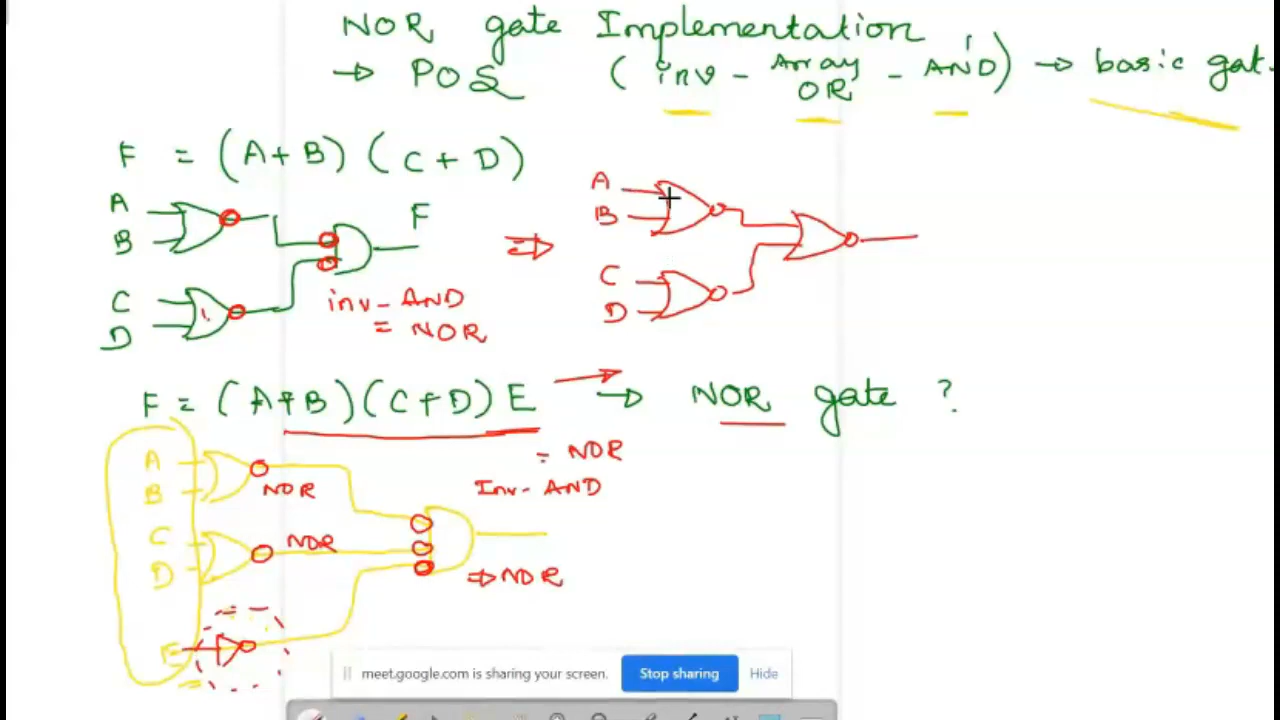 NOR gate Implementation
→ POS ( inv - Array OR - AND ) → basic gat.
F = (A+B) (C+D)
A
B
F
C
D
inv - AND
= NOR
⇒
A
B
C
D
F = (A+B)(C+D) E → NOR gate ?
= NOR
Inv - AND
A
B
NOR
C
D
NOR
⇒ NOR
E
meet.google.com is sharing your screen.
Stop sharing
Hide